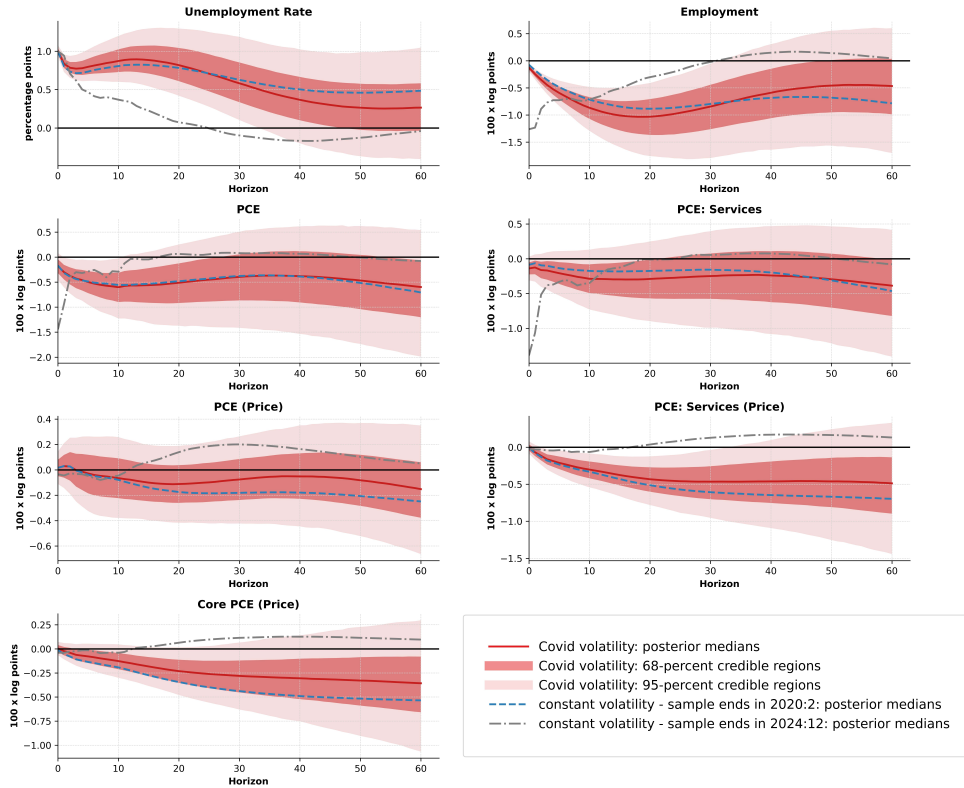 Unemployment Rate
percentage points
1.0
0.5
0.0
0 10 20 30 40 50 60
Horizon
Employment
100 x log points
0.5
0.0
−0.5
−1.0
−1.5
0 10 20 30 40 50 60
Horizon
PCE
100 x log points
0.5
0.0
−0.5
−1.0
−1.5
−2.0
0 10 20 30 40 50 60
Horizon
PCE: Services
100 x log points
0.5
0.0
−0.5
−1.0
0 10 20 30 40 50 60
Horizon
PCE (Price)
100 x log points
0.4
0.2
0.0
−0.2
−0.4
−0.6
0 10 20 30 40 50 60
Horizon
PCE: Services (Price)
100 x log points
0.0
−0.5
−1.0
−1.5
0 10 20 30 40 50 60
Horizon
Core PCE (Price)
100 x log points
0.25
0.00
−0.25
−0.50
−0.75
−1.00
0 10 20 30 40 50 60
Horizon
Covid volatility: posterior medians
Covid volatility: 68-percent credible regions
Covid volatility: 95-percent credible regions
constant volatility - sample ends in 2020:2: posterior medians
constant volatility - sample ends in 2024:12: posterior medians